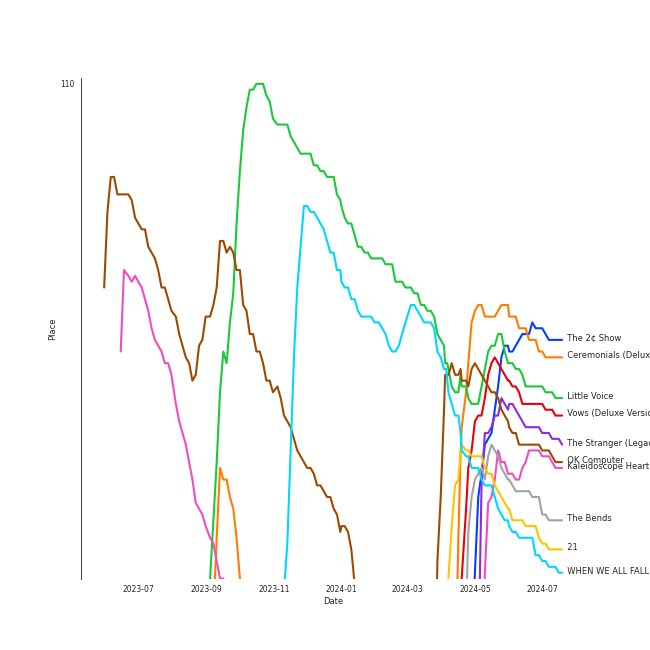 110
Place
The 2¢ Show
Ceremonials (Delux
Little Voice
Vows (Deluxe Versio
The Stranger (Legac
OK Computer
Kaleidoscope Heart
The Bends
21
WHEN WE ALL FALL
2023-07 2023-09 2023-11 2024-01 2024-03 2024-05 2024-07
Date